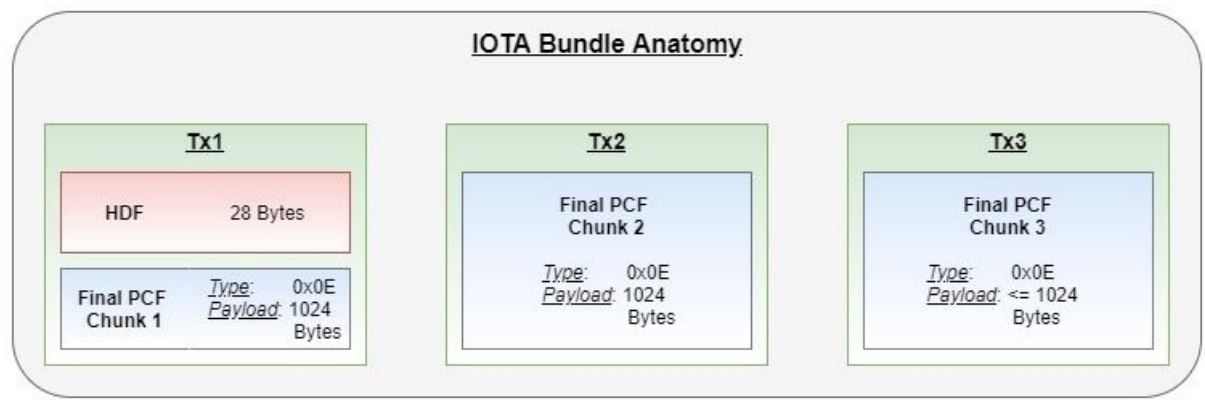 IOTA Bundle Anatomy
Tx1
HDF 28 Bytes
Final PCF
Chunk 1
Type: 0x0E
Payload: 1024
Bytes
Tx2
Final PCF
Chunk 2
Type: 0x0E
Payload: 1024
Bytes
Tx3
Final PCF
Chunk 3
Type: 0x0E
Payload: <= 1024
Bytes